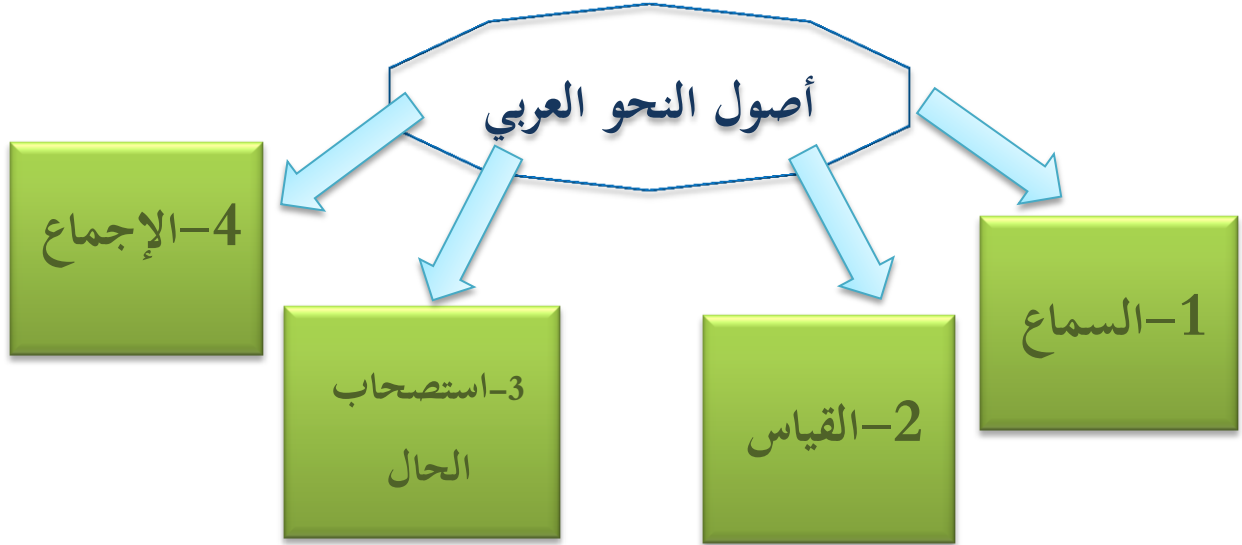 أصول النحو العربي
1-السماع
2-القياس
3-استصحاب
الحال
4-الإجماع